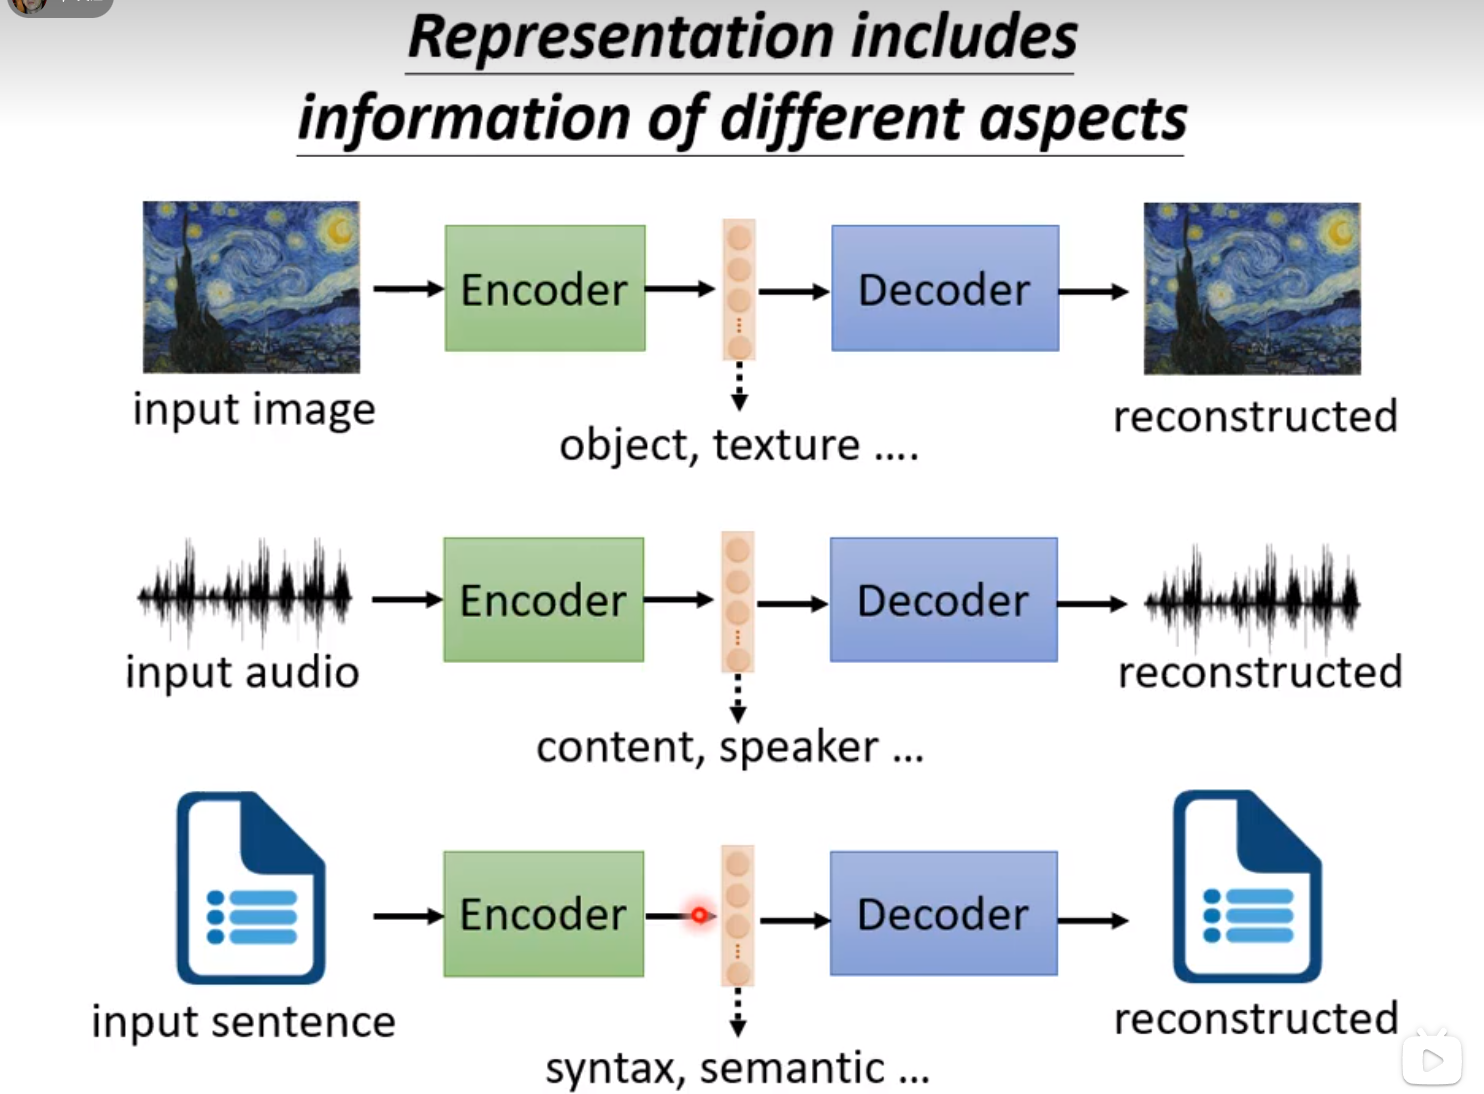 Representation includes
information of different aspects
Encoder
Decoder
input image
reconstructed
object, texture ....
Encoder
Decoder
input audio
reconstructed
content, speaker ...
Encoder
Decoder
input sentence
reconstructed
syntax, semantic ...